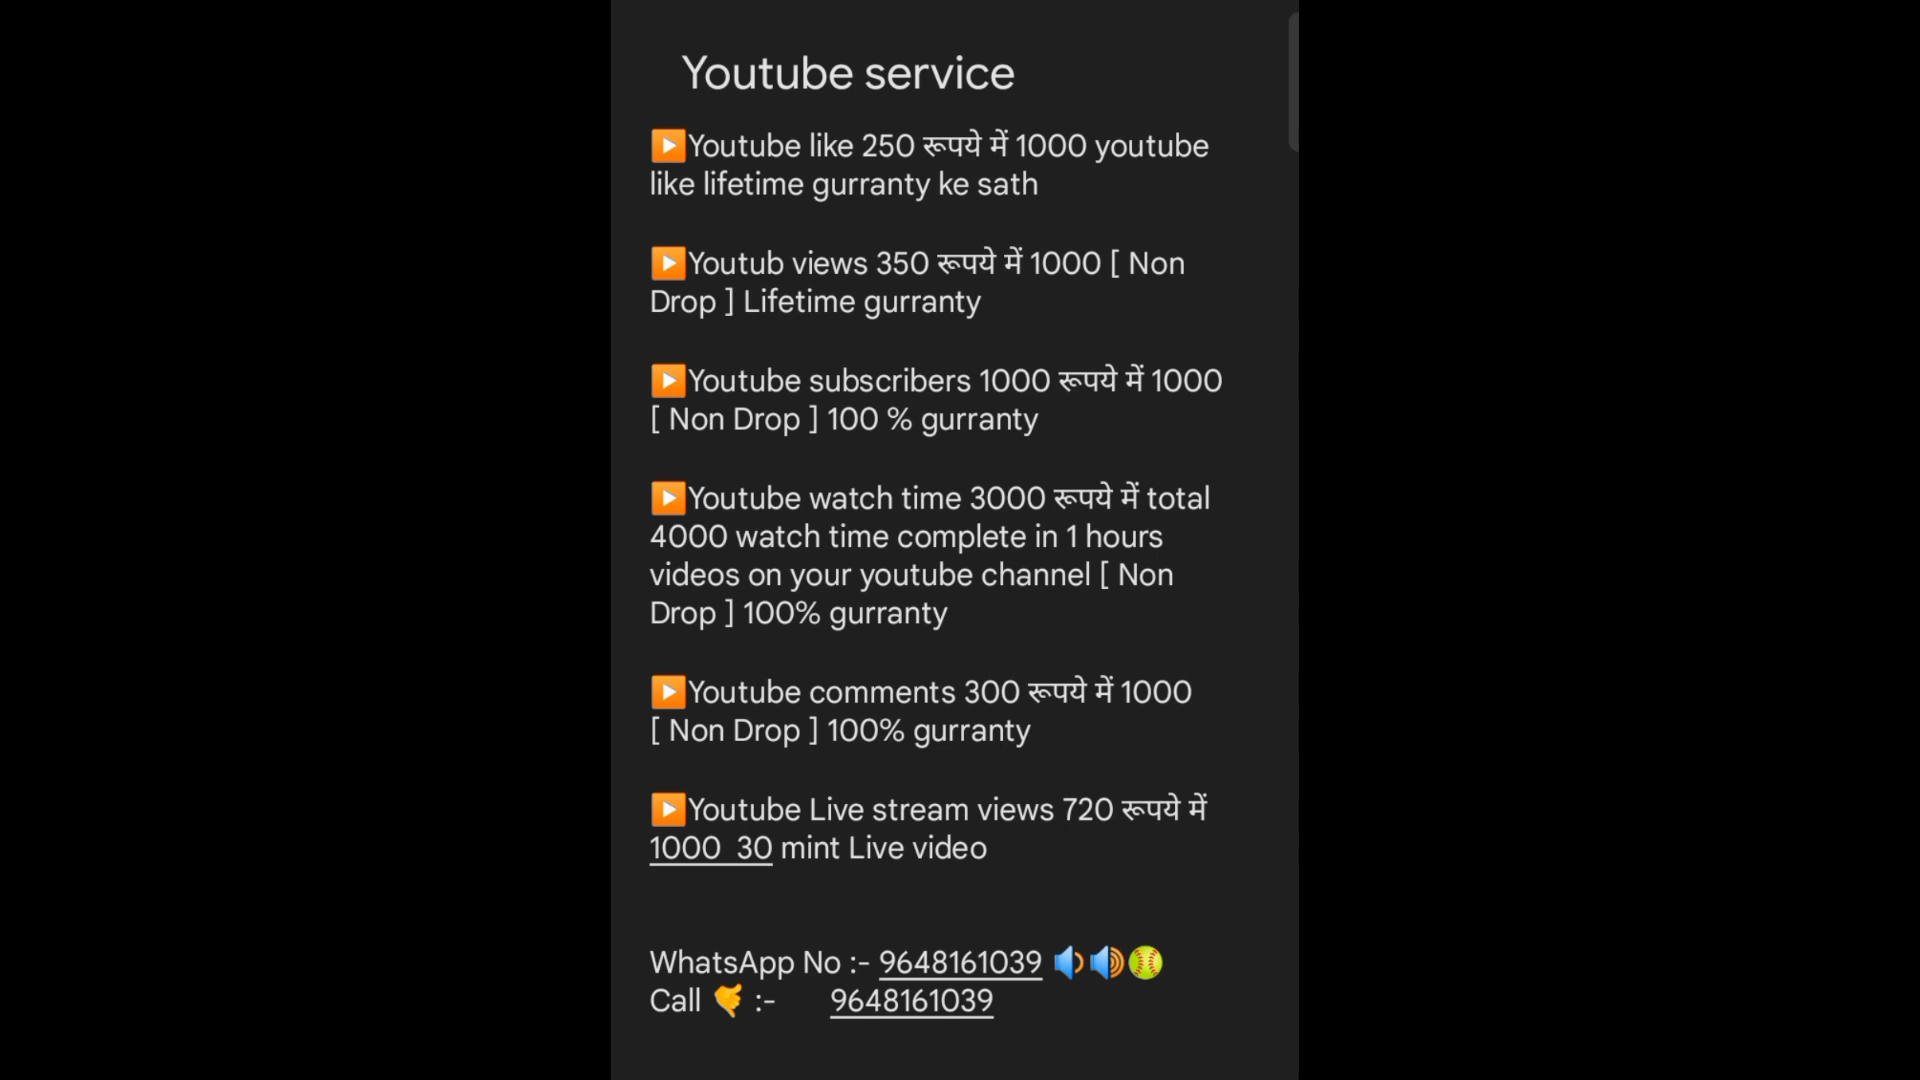 Youtube service
▶️Youtube like 250 रूपये में 1000 youtube
like lifetime gurranty ke sath
▶️Youtub views 350 रूपये में 1000 [ Non
Drop ] Lifetime gurranty
▶️Youtube subscribers 1000 रूपये में 1000
[ Non Drop ] 100 % gurranty
▶️Youtube watch time 3000 रूपये में total
4000 watch time complete in 1 hours
videos on your youtube channel [ Non
Drop ] 100% gurranty
▶️Youtube comments 300 रूपये में 1000
[ Non Drop ] 100% gurranty
▶️Youtube Live stream views 720 रूपये में
1000  30 mint Live video
WhatsApp No :- 9648161039 🔉🔊🥎
Call 🤙 :- 9648161039